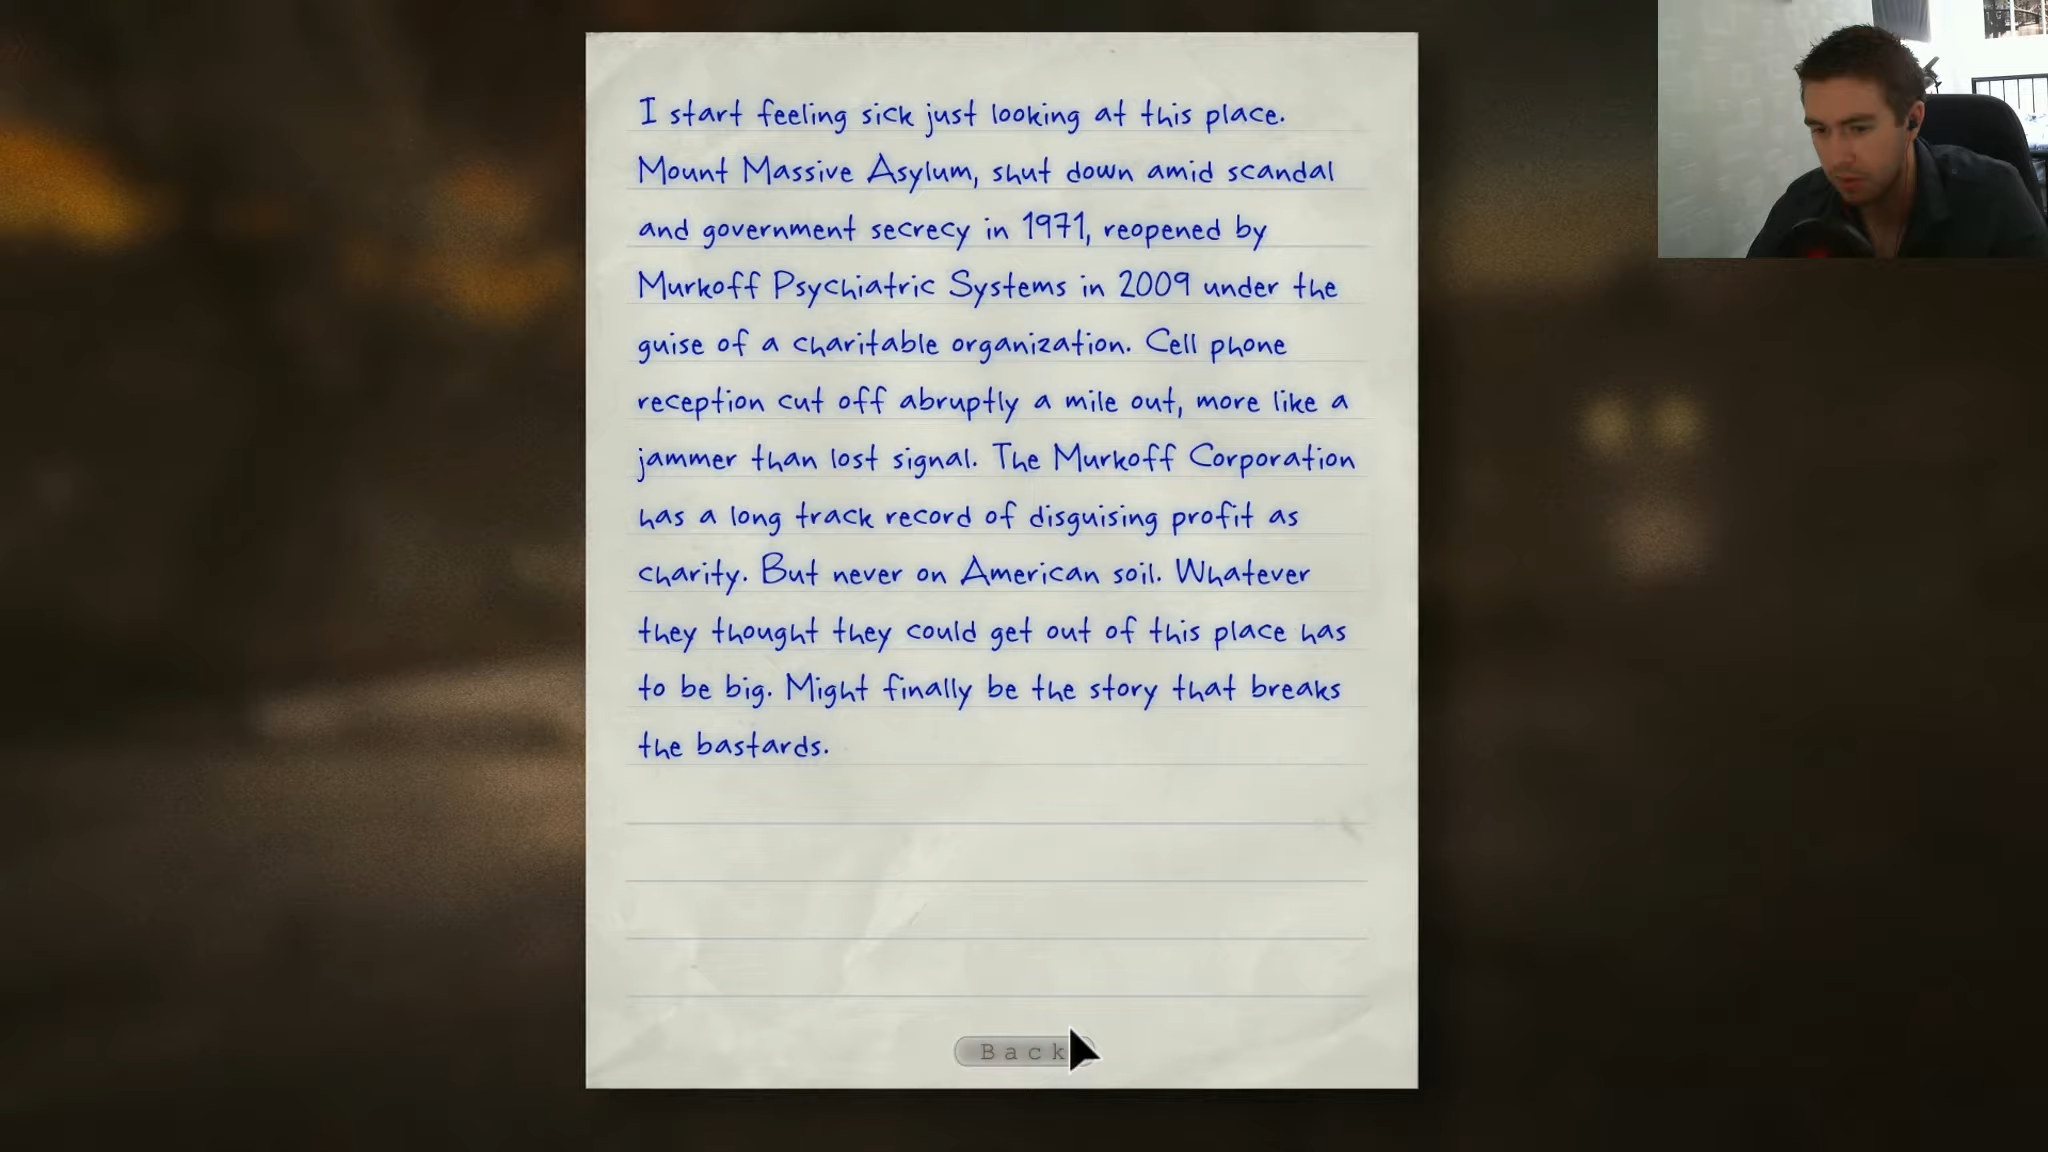 I start feeling sick just looking at this place.
Mount Massive Asylum, shut down amid scandal
and government secrecy in 1971, reopened by
Murkoff Psychiatric Systems in 2009 under the
guise of a charitable organization. Cell phone
reception cut off abruptly a mile out, more like a
jammer than lost signal. The Murkoff Corporation
has a long track record of disguising profit as
charity. But never on American soil. Whatever
they thought they could get out of this place has
to be big. Might finally be the story that breaks
the bastards.
Back